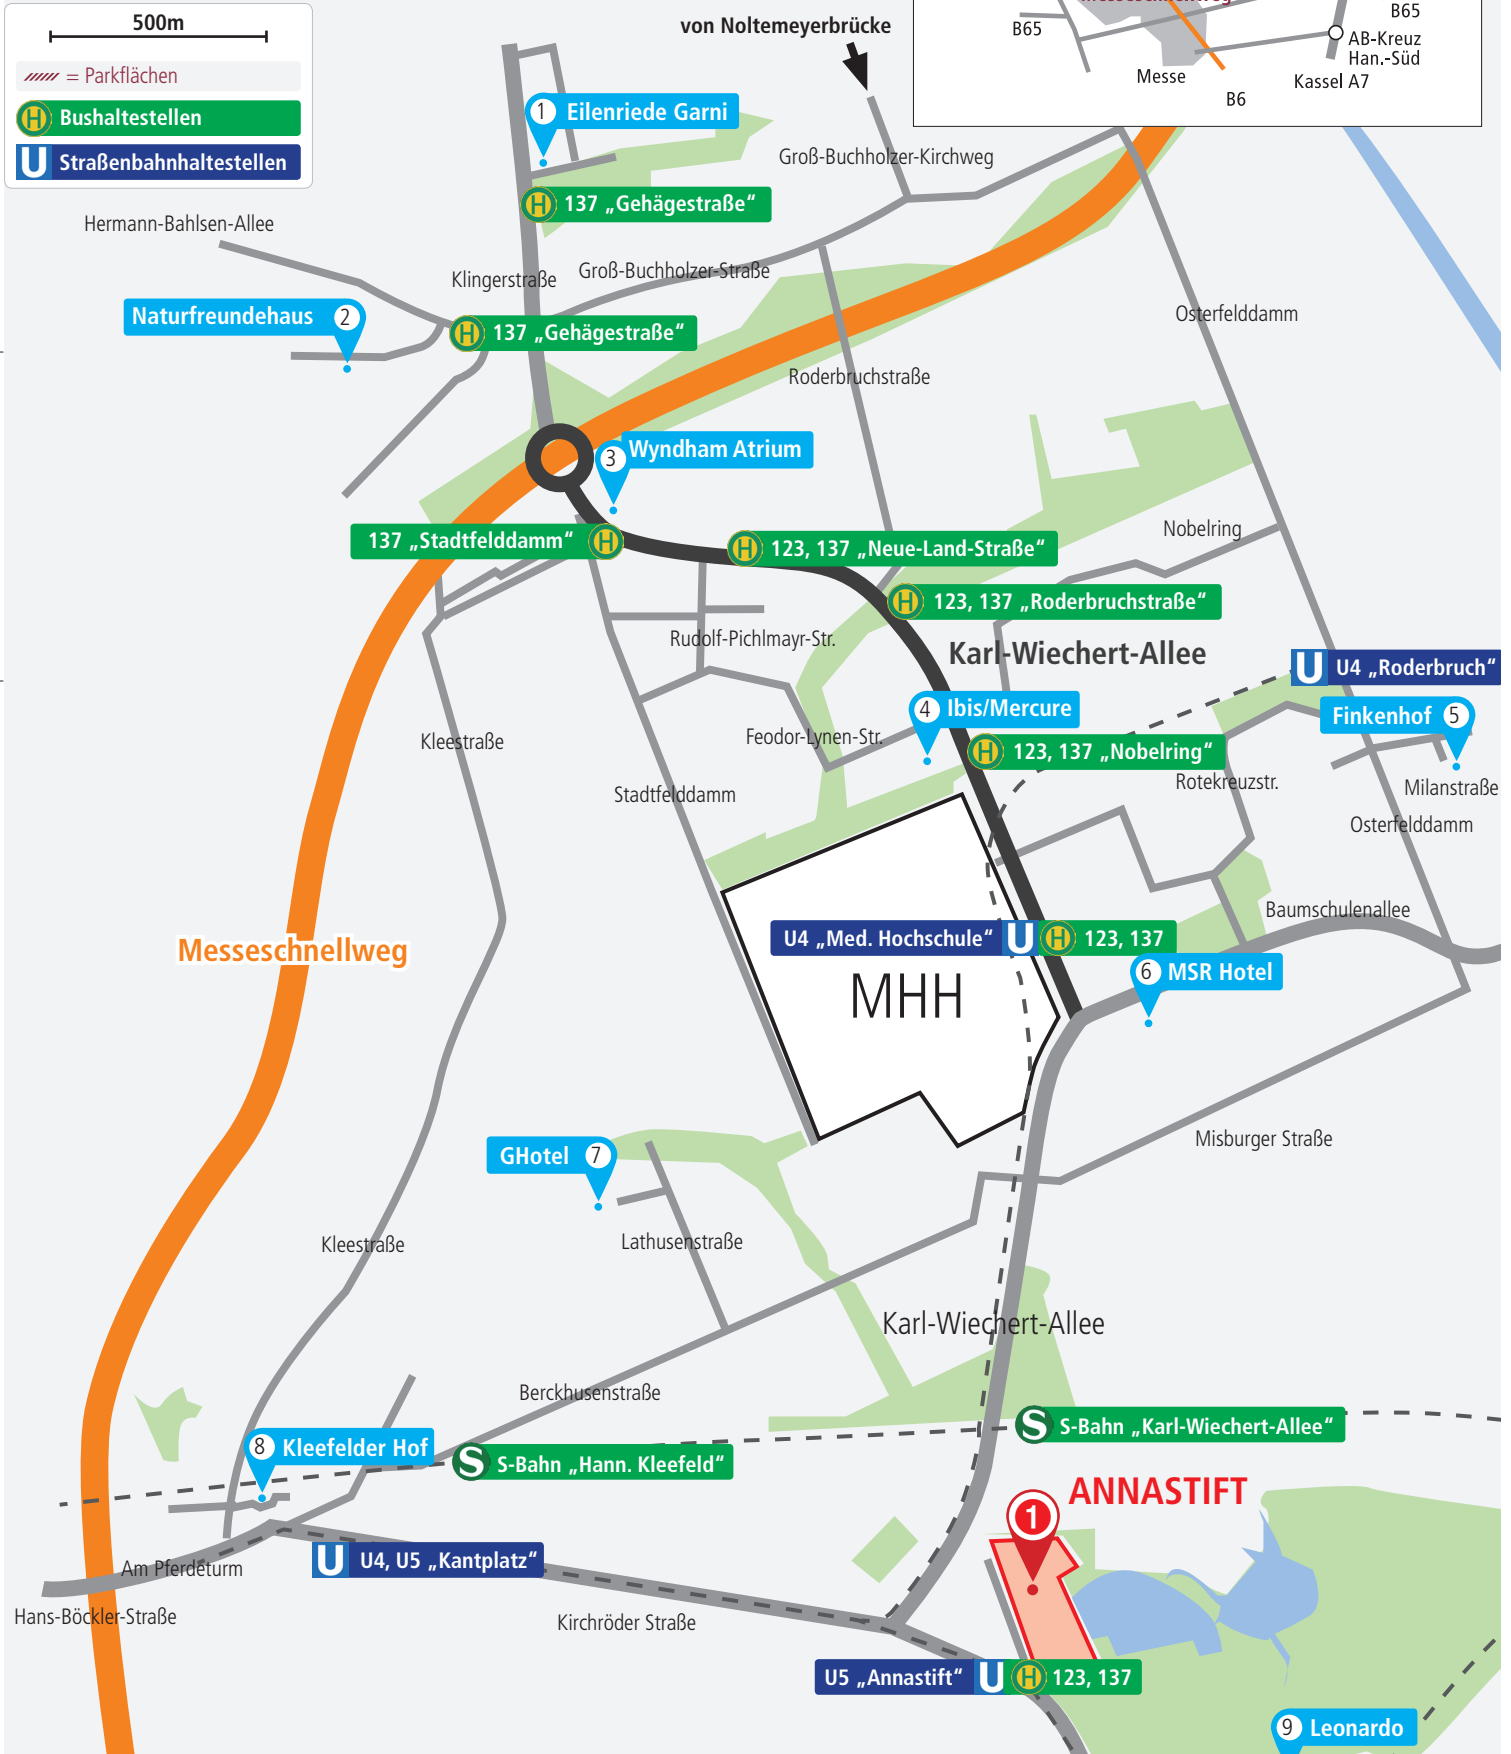 500m
= Parkflächen
H Bushaltestellen
U Straßenbahnhaltestellen
von Noltemeyerbrücke
B65
B65
AB-Kreuz
Han.-Süd
Messe
Kassel A7
B6
1 Eilenriede Garni
Groß-Buchholzer-Kirchweg
H 137 „Gehägestraße“
Hermann-Bahlsen-Allee
Klingerstraße
Groß-Buchholzer-Straße
Osterfelddamm
Naturfreundehaus 2
H 137 „Gehägestraße“
Roderbruchstraße
3 Wyndham Atrium
Nobelring
137 „Stadtfelddamm“ H
H 123, 137 „Neue-Land-Straße“
H 123, 137 „Roderbruchstraße“
Rudolf-Pichlmayr-Str.
Karl-Wiechert-Allee
U U4 „Roderbruch“
4 Ibis/Mercure
Finkenhof 5
Kleestraße
Feodor-Lynen-Str.
H 123, 137 „Nobelring“
Rotekreuzstr.
Milanstraße
Stadtfelddamm
Osterfelddamm
Baumschulenallee
Messeschnellweg
U4 „Med. Hochschule“ U H 123, 137
6 MSR Hotel
MHH
Misburger Straße
GHotel 7
Kleestraße
Lathusenstraße
Karl-Wiechert-Allee
Berckhusenstraße
S S-Bahn „Karl-Wiechert-Allee“
8 Kleefelder Hof
S S-Bahn „Hann. Kleefeld“
ANNASTIFT
1
Am Pferdeturm
U U4, U5 „Kantplatz“
Hans-Böckler-Straße
Kirchröder Straße
U5 „Annastift“ U H 123, 137
9 Leonardo